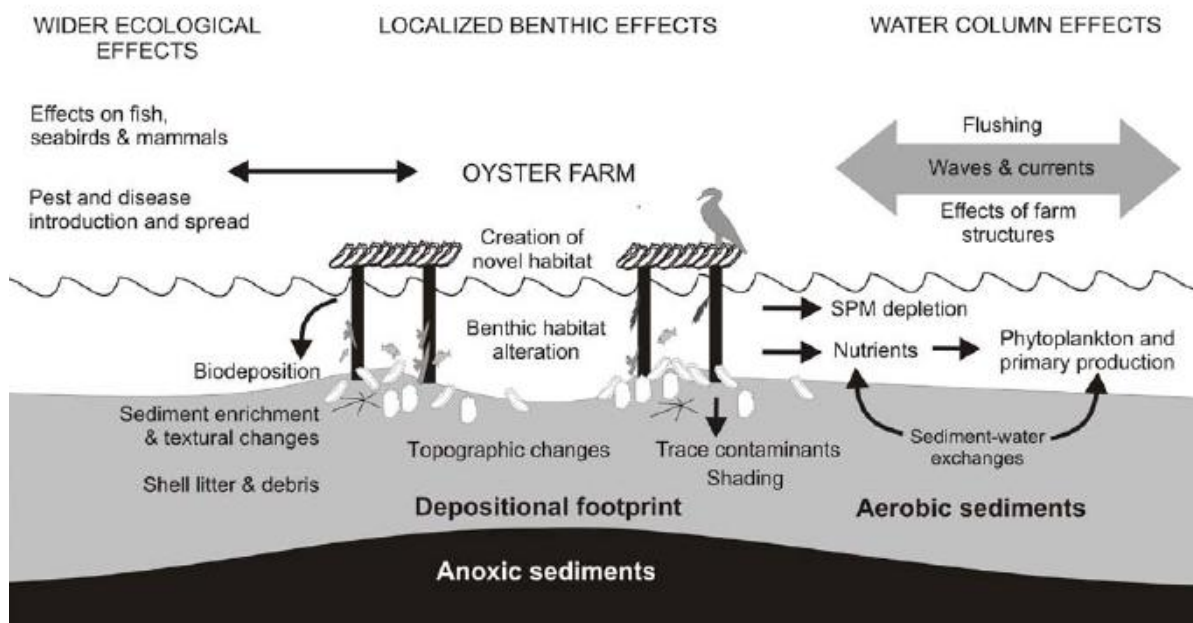 WIDER ECOLOGICAL
EFFECTS
LOCALIZED BENTHIC EFFECTS
WATER COLUMN EFFECTS
Effects on fish,
seabirds & mammals
Pest and disease
introduction and spread
OYSTER FARM
Flushing
Waves & currents
Effects of farm
structures
Creation of
novel habitat
Benthic habitat
alteration
SPM depletion
Nutrients
Phytoplankton and
primary production
Biodeposition
Sediment enrichment
& textural changes
Shell litter & debris
Topographic changes
Trace contaminants
Shading
Sediment-water
exchanges
Depositional footprint
Aerobic sediments
Anoxic sediments